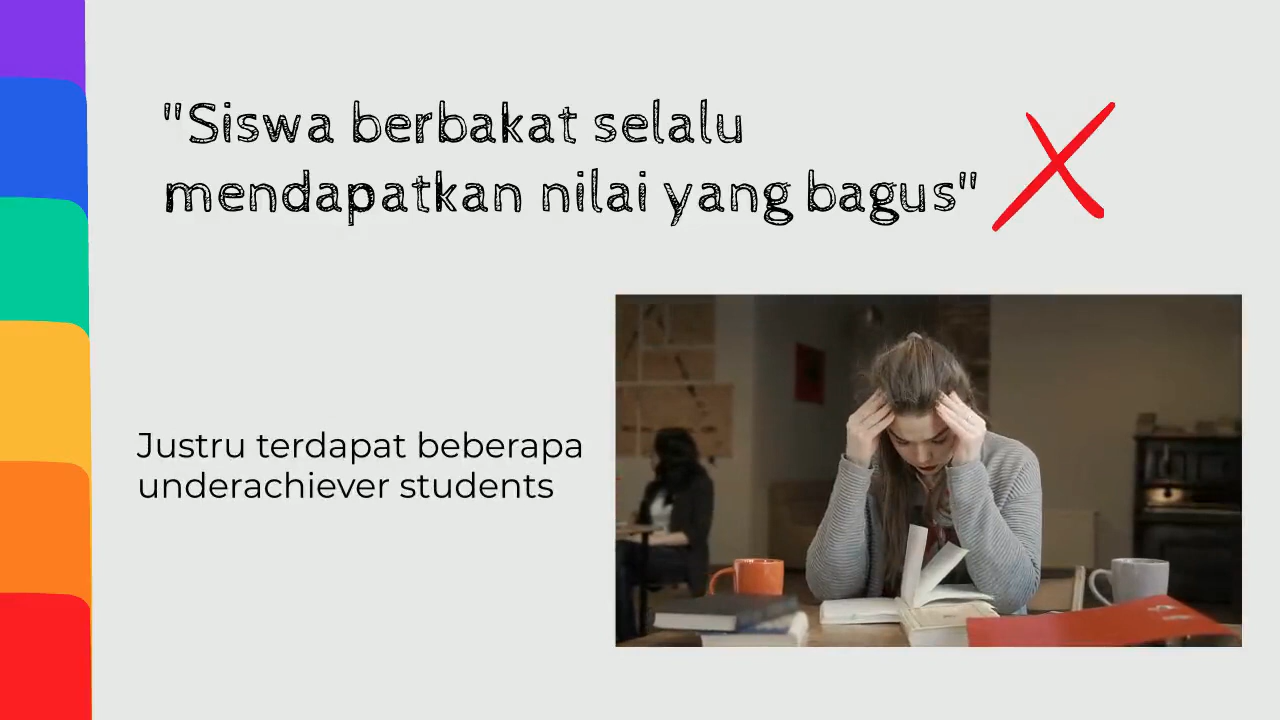 "Siswa berbakat selalu
mendapatkan nilai yang bagus"
Justru terdapat beberapa
underachiever students